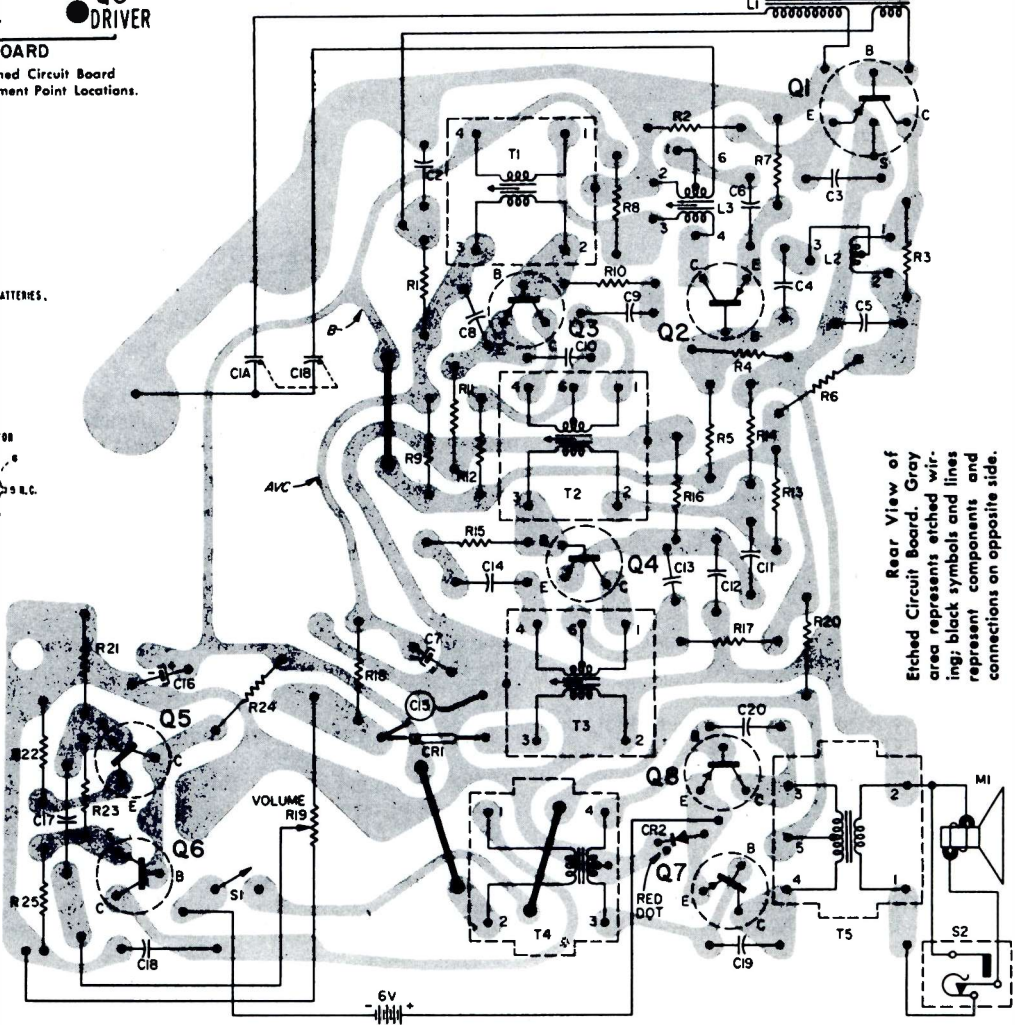 DRIVER
OARD
ned Circuit Board
ment Point Locations.
ATTERIES.
L1
B
Q1
E
C
S
4
1
T1
3
2
C2
R2
1
6
2
L3
3
4
R7
C6
C3
R8
R1
3
L2
1
2
R3
B
R10
C9
C8
Q3
C10
C
E
Q2
B
C4
C5
R4
B-
C1A
C1B
R11
4
6
1
R6
R9
R12
T2
3
2
R5
R14
AVC
R16
R13
R15
C14
B
E
C
Q4
C13
C12
C11
Rear View of
Etched Circuit Board. Gray
area represents etched wir-
ing; black symbols and lines
represent components and
connections on opposite side.
R21
- +
C16
R18
C7
4
6
1
R17
R20
R24
C15
CR1
T3
3
2
C20
Q5
C
E
R22
R23
C17
VOLUME
R19
Q8
B
E
C
3
2
5
4
1
T5
M1
Q6
B
C
R25
S1
1
4
2
3
T4
CR2
RED
DOT
Q7
B
E
C
C18
C19
S2
- 6V +